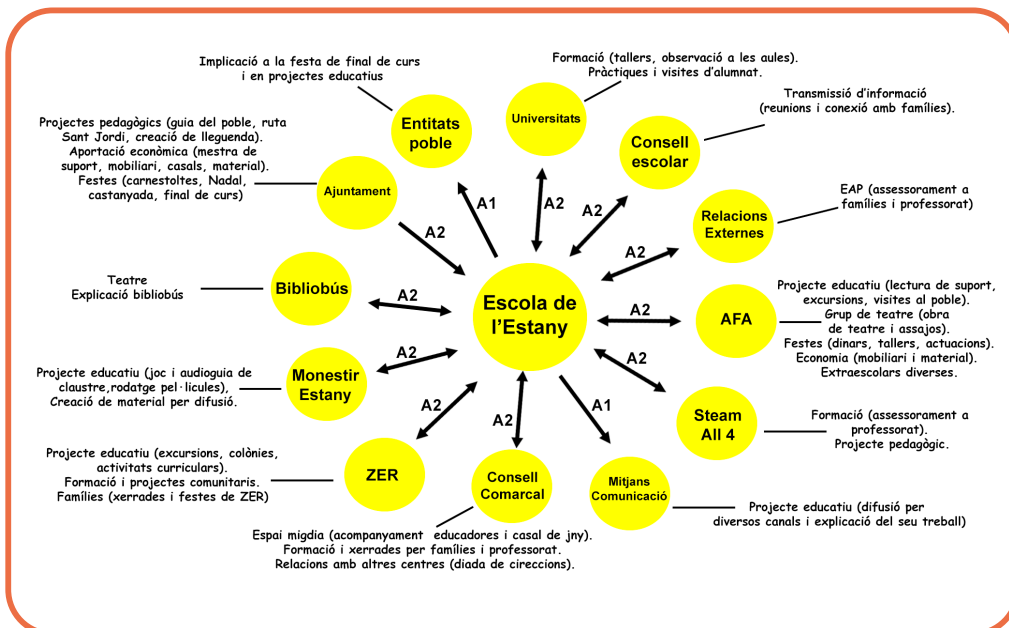 Implicació a la festa de final de curs
i en projectes educatius
Entitats
poble
Formació (tallers, observació a les aules).
Pràctiques i visites d'alumnat.
Universitats
Transmissió d'informació
(reunions i conexió amb famílies).
Consell
escolar
Projectes pedagògics (guia del poble, ruta
Sant Jordi, creació de lleguenda).
Aportació econòmica (mestra de
suport, mobiliari, casals, material).
Festes (carnestoltes, Nadal,
castanyada, final de curs)
Ajuntament
EAP (assessorament a
famílies i professorat)
Relacions
Externes
A1
A2
A2
A2
A2
Teatre
Explicació bibliobús
Bibliobús
A2
Escola de
l'Estany
A2
AFA
Projecte educatiu (lectura de suport,
excursions, visites al poble).
Grup de teatre (obra
de teatre i assajos).
Festes (dinars, tallers, actuacions).
Economia (mobiliari i material).
Extraescolars diverses.
Projecte educatiu (joc i audioguia de
claustre,rodatge pel·licules),
Creació de material per difusió.
Monestir
Estany
A2
A2
Steam
All 4
Formació (assessorament a
professorat).
Projecte pedagògic.
A2
A2
A1
Projecte educatiu (excursions, colònies,
activitats curriculars).
Formació i projectes comunitaris.
Famílies (xerrades i festes de ZER)
ZER
Consell
Comarcal
Mitjans
Comunicació
Projecte educatiu (difusió per
diversos canals i explicació del seu treball)
Espai migdia (acompanyament educadores i casal de jny).
Formació i xerrades per famílies i professorat.
Relacions amb altres centres (diada de cireccions).